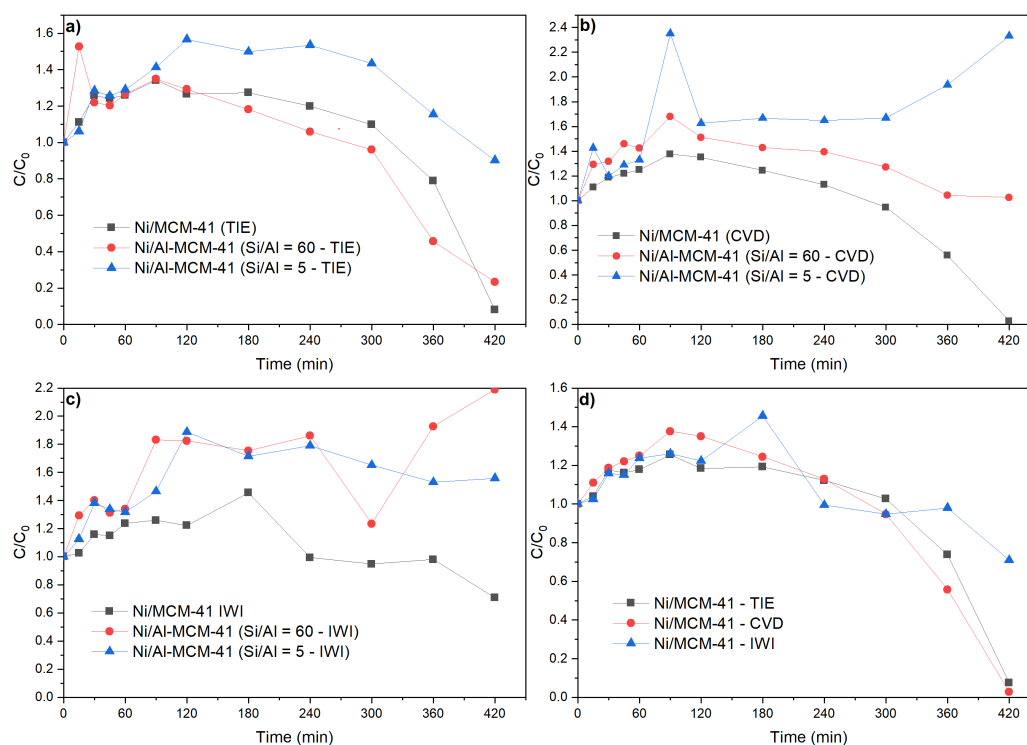 a)
1.6
1.4
1.2
1.0
0.8
0.6
0.4
0.2
0.0
C/C0
Ni/MCM-41 (TIE)
Ni/Al-MCM-41 (Si/Al = 60 - TIE)
Ni/Al-MCM-41 (Si/Al = 5 - TIE)
0 60 120 180 240 300 360 420
Time (min)
b)
2.4
2.2
2.0
1.8
1.6
1.4
1.2
1.0
0.8
0.6
0.4
0.2
0.0
C/C0
Ni/MCM-41 (CVD)
Ni/Al-MCM-41 (Si/Al = 60 - CVD)
Ni/Al-MCM-41 (Si/Al = 5 - CVD)
0 60 120 180 240 300 360 420
Time (min)
c)
2.2
2.0
1.8
1.6
1.4
1.2
1.0
0.8
0.6
0.4
0.2
0.0
C/C0
Ni/MCM-41 IWI
Ni/Al-MCM-41 (Si/Al = 60 - IWI)
Ni/Al-MCM-41 (Si/Al = 5 - IWI)
0 60 120 180 240 300 360 420
Time (min)
d)
1.6
1.4
1.2
1.0
0.8
0.6
0.4
0.2
0.0
C/C0
Ni/MCM-41 - TIE
Ni/MCM-41 - CVD
Ni/MCM-41 - IWI
0 60 120 180 240 300 360 420
Time (min)